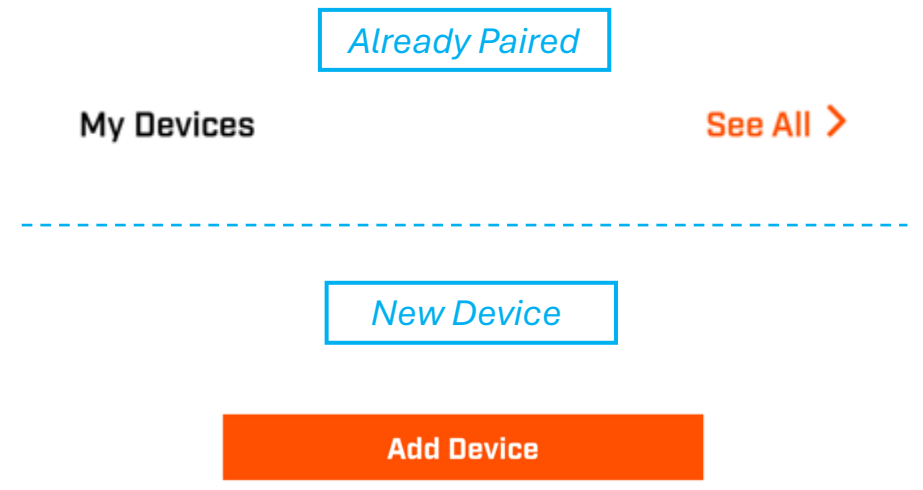 Already Paired
My Devices See All >
New Device
Add Device